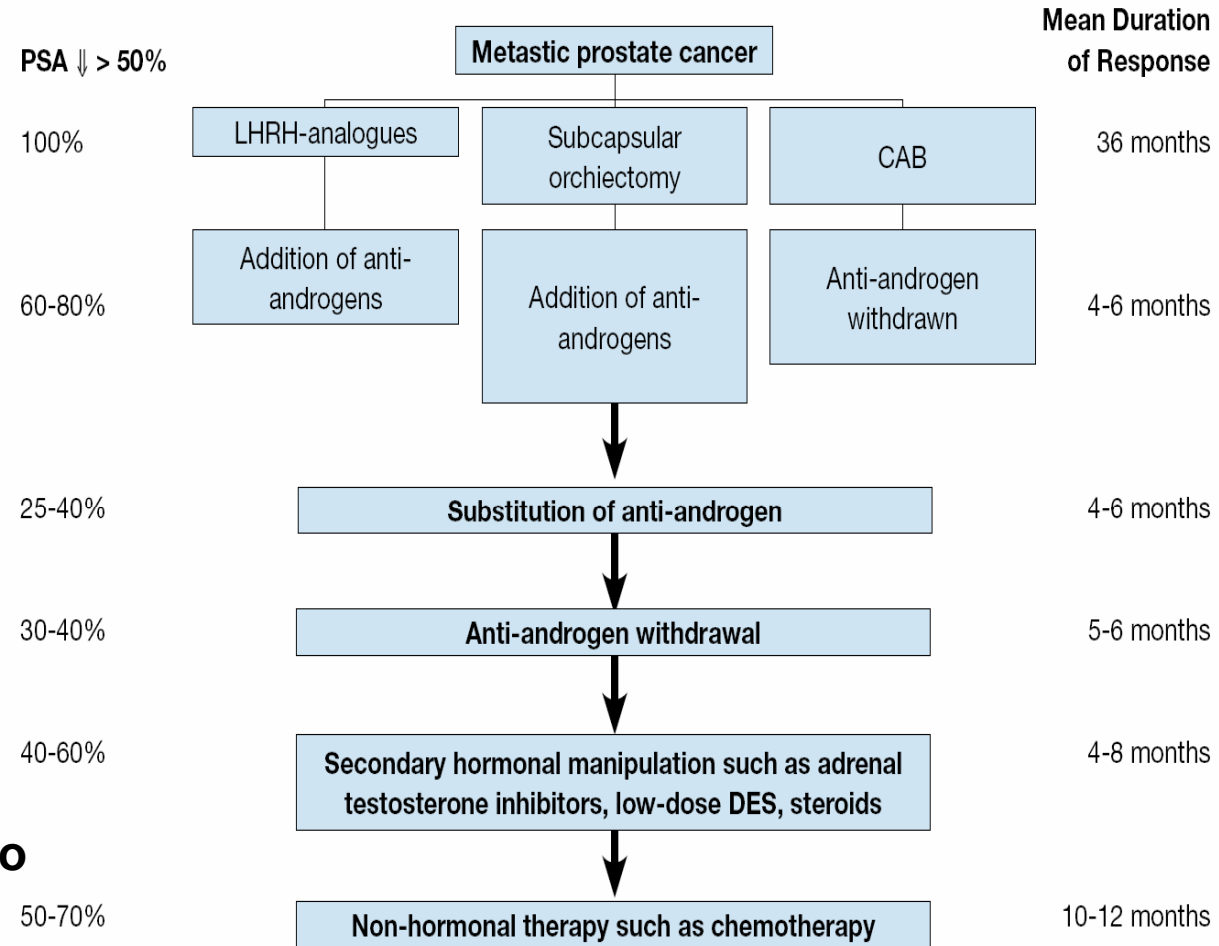 Mean Duration
of Response
PSA ⇓ > 50%
Metastic prostate cancer
100%
LHRH-analogues
Subcapsular
orchiectomy
CAB
36 months
60-80%
Addition of anti-
androgens
Addition of anti-
androgens
Anti-androgen
withdrawn
4-6 months
25-40%
Substitution of anti-androgen
4-6 months
30-40%
Anti-androgen withdrawal
5-6 months
40-60%
Secondary hormonal manipulation such as adrenal
testosterone inhibitors, low-dose DES, steroids
4-8 months
o
50-70%
Non-hormonal therapy such as chemotherapy
10-12 months